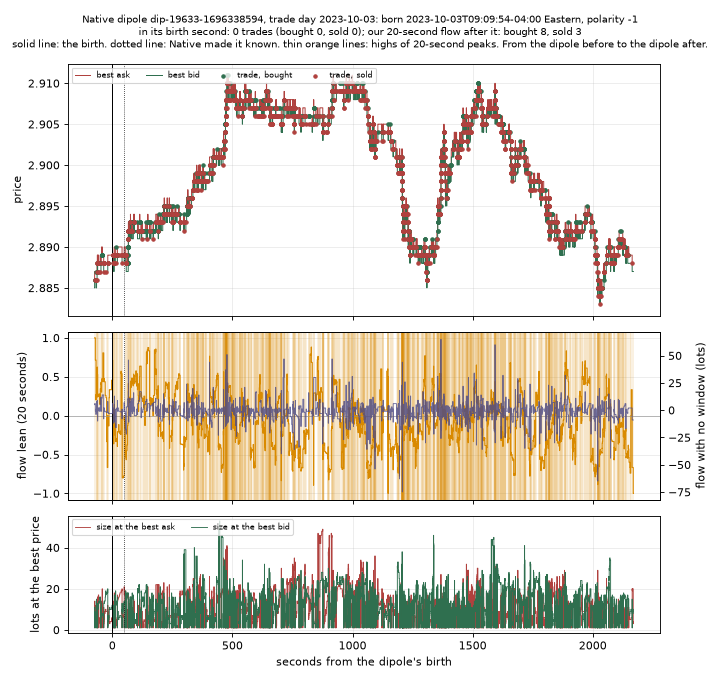 Native dipole dip-19633-1696338594, trade day 2023-10-03: born 2023-10-03T09:09:54-04:00 Eastern, polarity -1
in its birth second: 0 trades (bought 0, sold 0); our 20-second flow after it: bought 8, sold 3
solid line: the birth. dotted line: Native made it known. thin orange lines: highs of 20-second peaks. From the dipole before to the dipole after.
best ask best bid trade, bought trade, sold
2.910
2.905
2.900
2.895
2.890
2.885
price
1.0
0.5
0.0
−0.5
−1.0
flow lean (20 seconds)
50
25
0
−25
−50
−75
flow with no window (lots)
size at the best ask size at the best bid
40
20
0
lots at the best price
0 500 1000 1500 2000
seconds from the dipole's birth